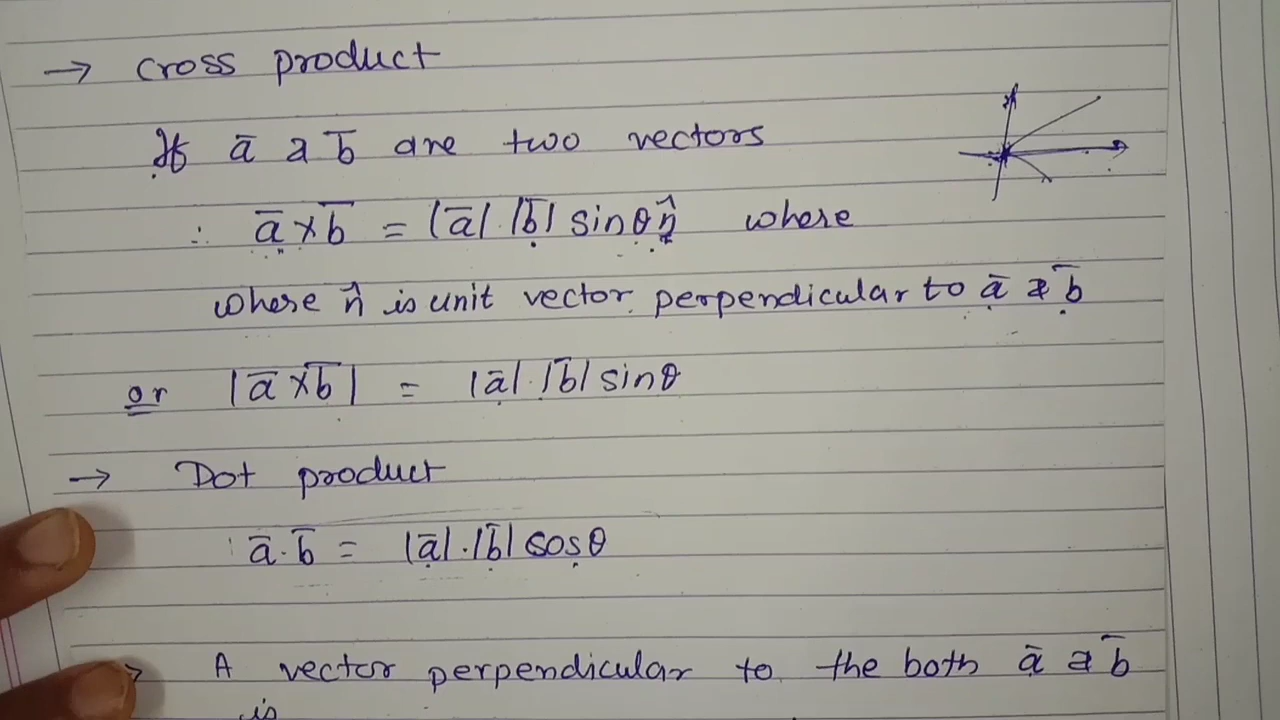 → Cross product
If a̅ & b̅ are two vectors
∴ a̅ × b̅ = |a̅|·|b̅| sinθ n̂ where
where n̂ is unit vector perpendicular to a̅ & b̅
or |a̅ × b̅| = |a̅|·|b̅| sinθ
→ Dot product
a̅·b̅ = |a̅|·|b̅| cosθ
→ A vector perpendicular to the both a̅ & b̅
is